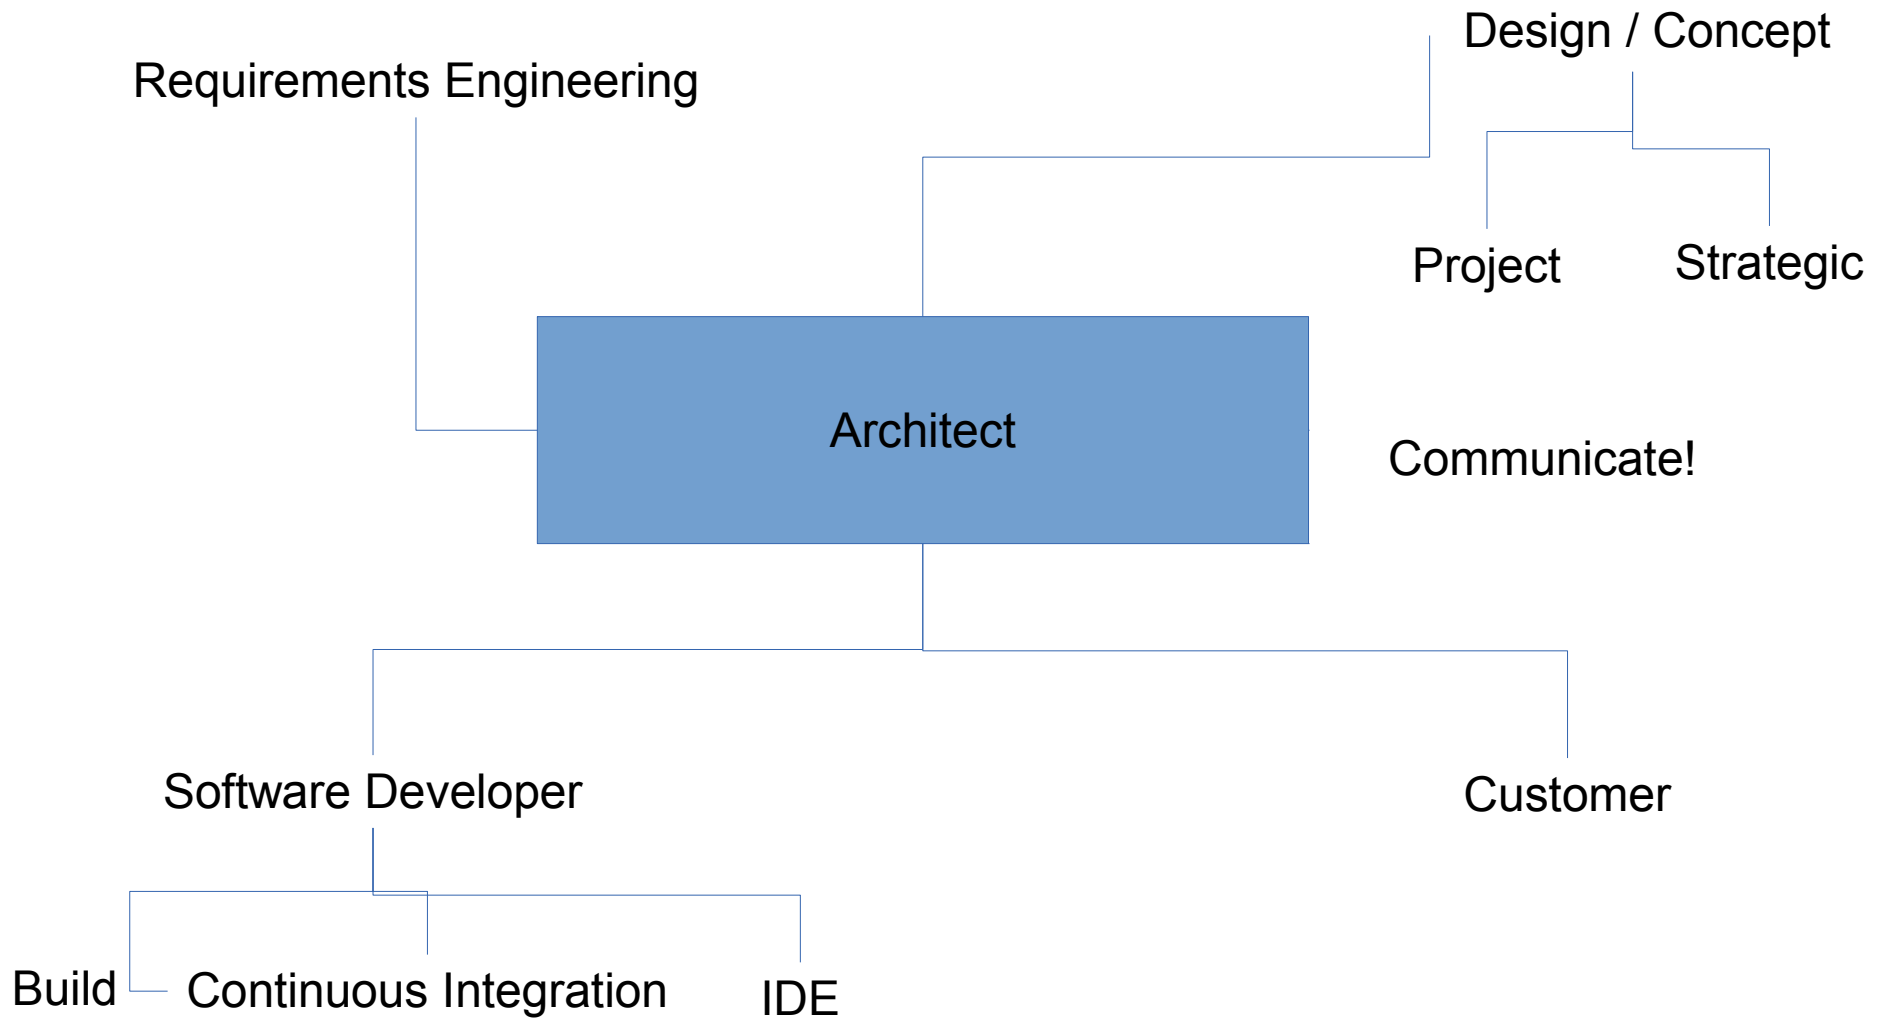 Design / Concept
Requirements Engineering
Project
Strategic
Architect
Communicate!
Software Developer
Customer
Build
Continuous Integration
IDE